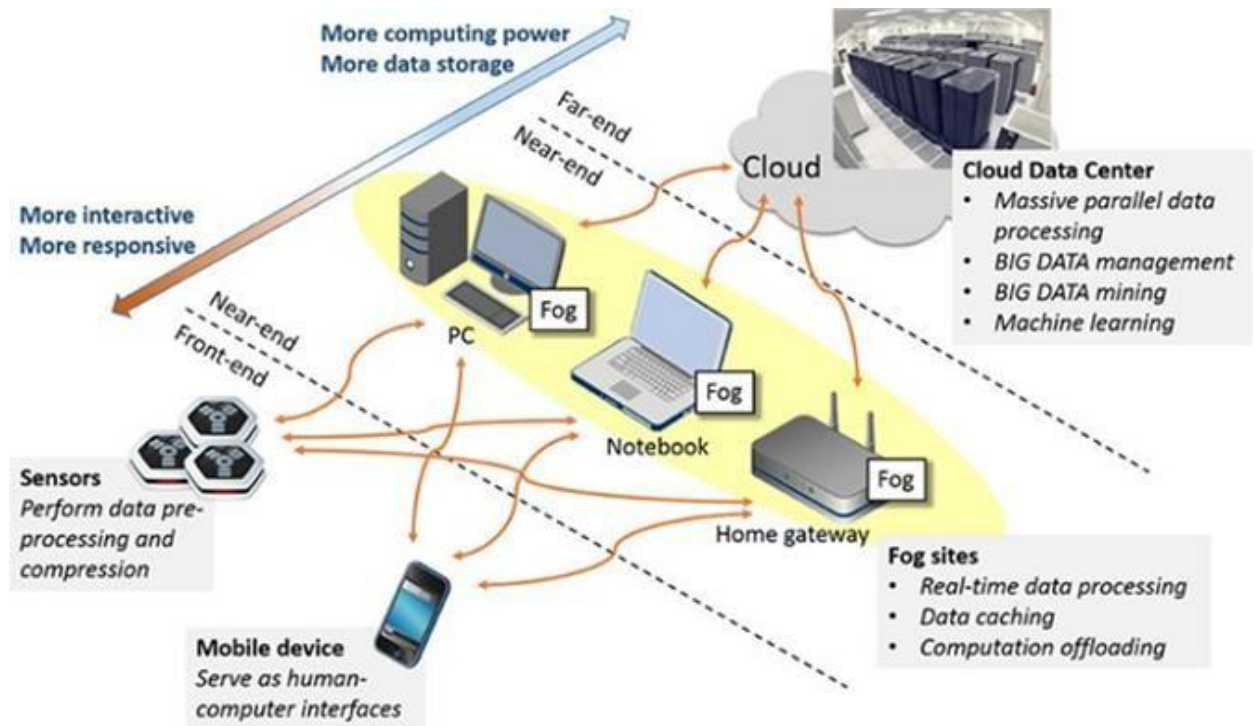 More computing power
More data storage
Far-end
Near-end
Cloud
Cloud Data Center
• Massive parallel data
processing
• BIG DATA management
• BIG DATA mining
• Machine learning
More interactive
More responsive
Near-end
Front-end
Fog
PC
Fog
Notebook
Fog
Home gateway
Sensors
Perform data pre-
processing and
compression
Fog sites
• Real-time data processing
• Data caching
• Computation offloading
Mobile device
Serve as human-
computer interfaces